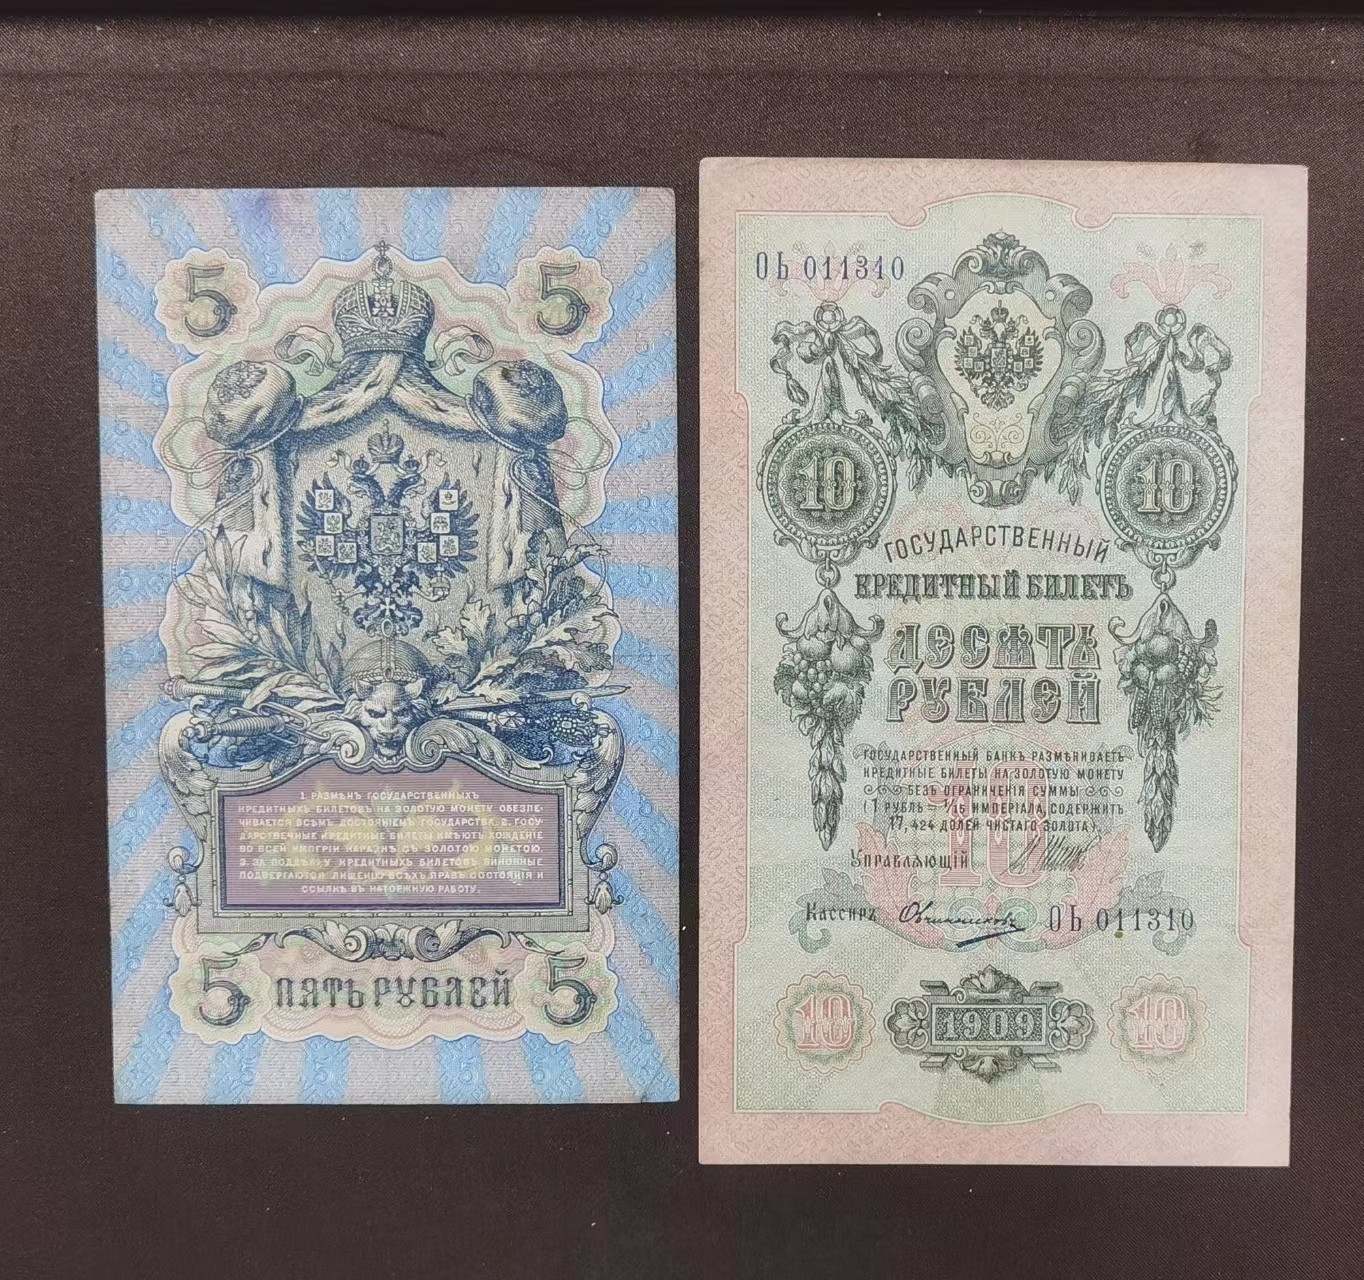 5 5
1. РАЗМѢНЪ ГОСУДАРСТВЕННЫХЪ
КРЕДИТНЫХЪ БИЛЕТОВЪ НА ЗОЛОТУЮ МОНЕТУ ОБЕЗПЕ-
ЧИВАЕТСЯ ВСѢМЪ ДОСТОЯНІЕМЪ ГОСУДАРСТВА. 2. ГОСУ-
ДАРСТВЕННЫЕ КРЕДИТНЫЕ БИЛЕТЫ ИМѢЮТЪ ХОЖДЕНІЕ
ВО ВСЕЙ ИМПЕРІИ НАРАВНѢ СЪ ЗОЛОТОЮ МОНЕТОЮ.
3. ЗА ПОДДѢЛКУ КРЕДИТНЫХЪ БИЛЕТОВЪ ВИНОВНЫЕ
ПОДВЕРГАЮТСЯ ЛИШЕНІЮ ВСѢХЪ ПРАВЪ СОСТОЯНІЯ И
ССЫЛКѢ ВЪ КАТОРЖНУЮ РАБОТУ.
5 ПЯТЬ РУБЛЕЙ 5
ОЬ 011310
10 10
ГОСУДАРСТВЕННЫЙ
КРЕДИТНЫЙ БИЛЕТЪ
ДЕСЯТЬ
РУБЛЕЙ
ГОСУДАРСТВЕННЫЙ БАНКЪ РАЗМѢНИВАЕТЪ
КРЕДИТНЫЕ БИЛЕТЫ НА ЗОЛОТУЮ МОНЕТУ
БЕЗЪ ОГРАНИЧЕНІЯ СУММЫ
(1 РУБЛЬ = 1/15 ИМПЕРІАЛА, СОДЕРЖИТЪ
17,424 ДОЛЕЙ ЧИСТАГО ЗОЛОТА).
10
Управляющій
Кассиръ Овчинниковъ ОЬ 011310
10 1909 10